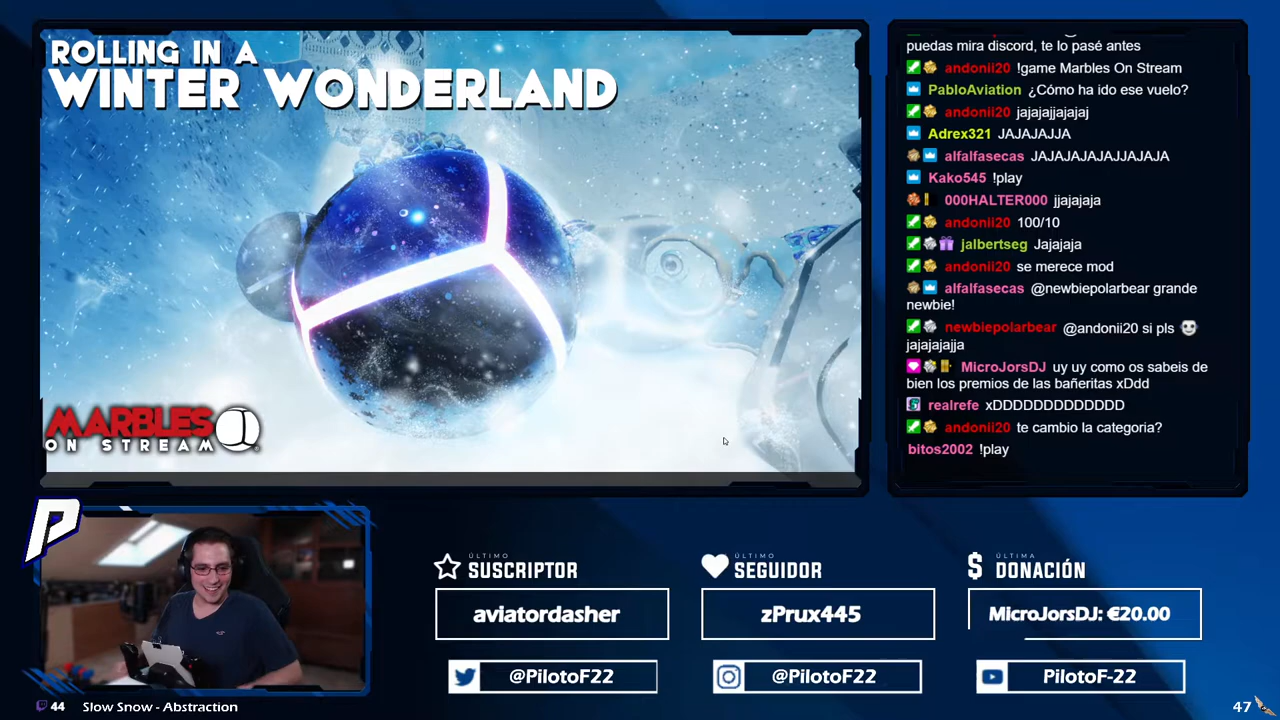 ROLLING IN A
WINTER WONDERLAND
MARBLES
ON STREAM
puedas mira discord, te lo pasé antes
andonii20 !game Marbles On Stream
PabloAviation ¿Cómo ha ido ese vuelo?
andonii20 jajajajjajajaj
Adrex321 JAJAJAJJA
alfalfasecas JAJAJAJAJAJJAJAJA
Kako545 !play
000HALTER000 jjajajaja
andonii20 100/10
jalbertseg Jajajaja
andonii20 se merece mod
alfalfasecas @newbiepolarbear grande
newbie!
newbiepolarbear @andonii20 si pls
jajajajajja
MicroJorsDJ uy uy como os sabeis de
bien los premios de las bañeritas xDdd
realrefe xDDDDDDDDDDDDD
andonii20 te cambio la categoria?
bitos2002 !play
P
ÚLTIMO
SUSCRIPTOR
aviatordasher
@PilotoF22
ÚLTIMO
SEGUIDOR
zPrux445
@PilotoF22
$
ÚLTIMA
DONACIÓN
MicroJorsDJ: €20.00
PilotoF-22
44 Slow Snow - Abstraction
47